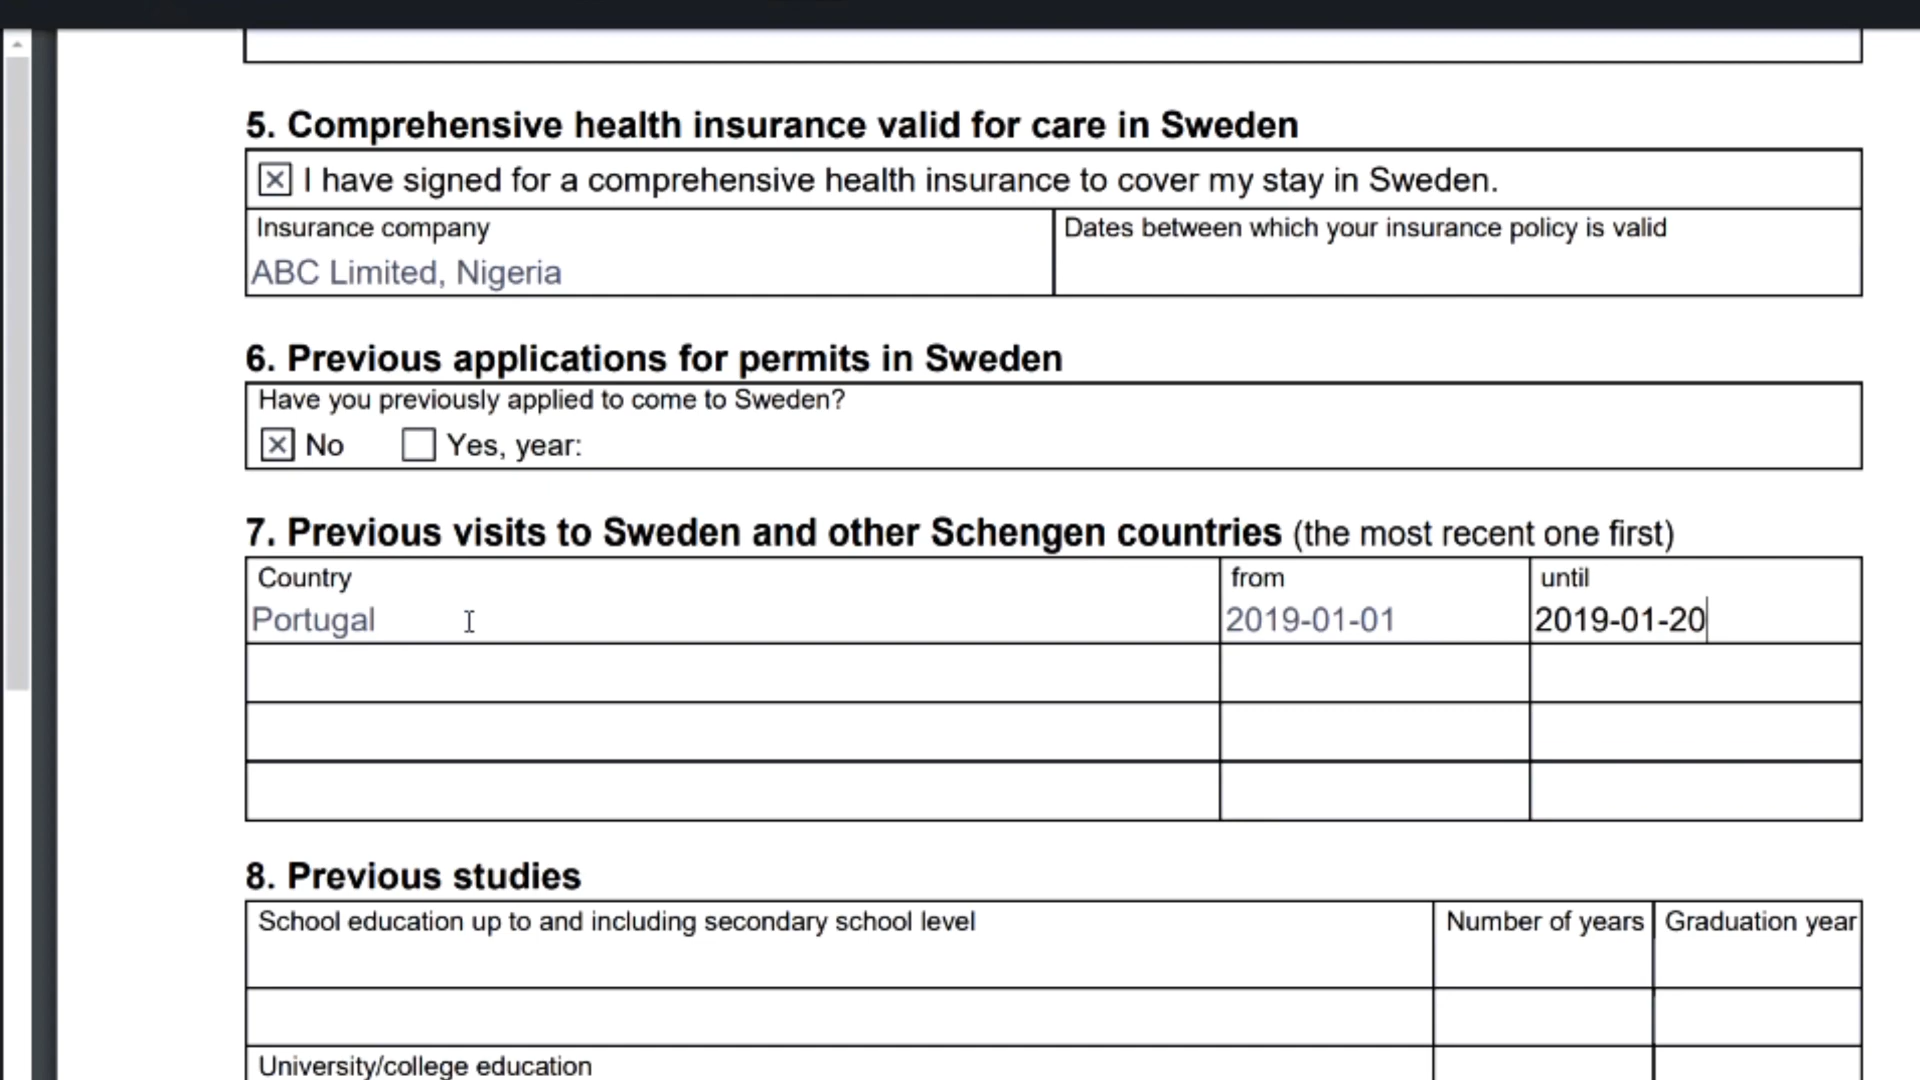 5. Comprehensive health insurance valid for care in Sweden
I have signed for a comprehensive health insurance to cover my stay in Sweden.
Insurance company
Dates between which your insurance policy is valid
ABC Limited, Nigeria
6. Previous applications for permits in Sweden
Have you previously applied to come to Sweden?
No Yes, year:
7. Previous visits to Sweden and other Schengen countries (the most recent one first)
Country from until
Portugal 2019-01-01 2019-01-20
8. Previous studies
School education up to and including secondary school level Number of years Graduation year
University/college education